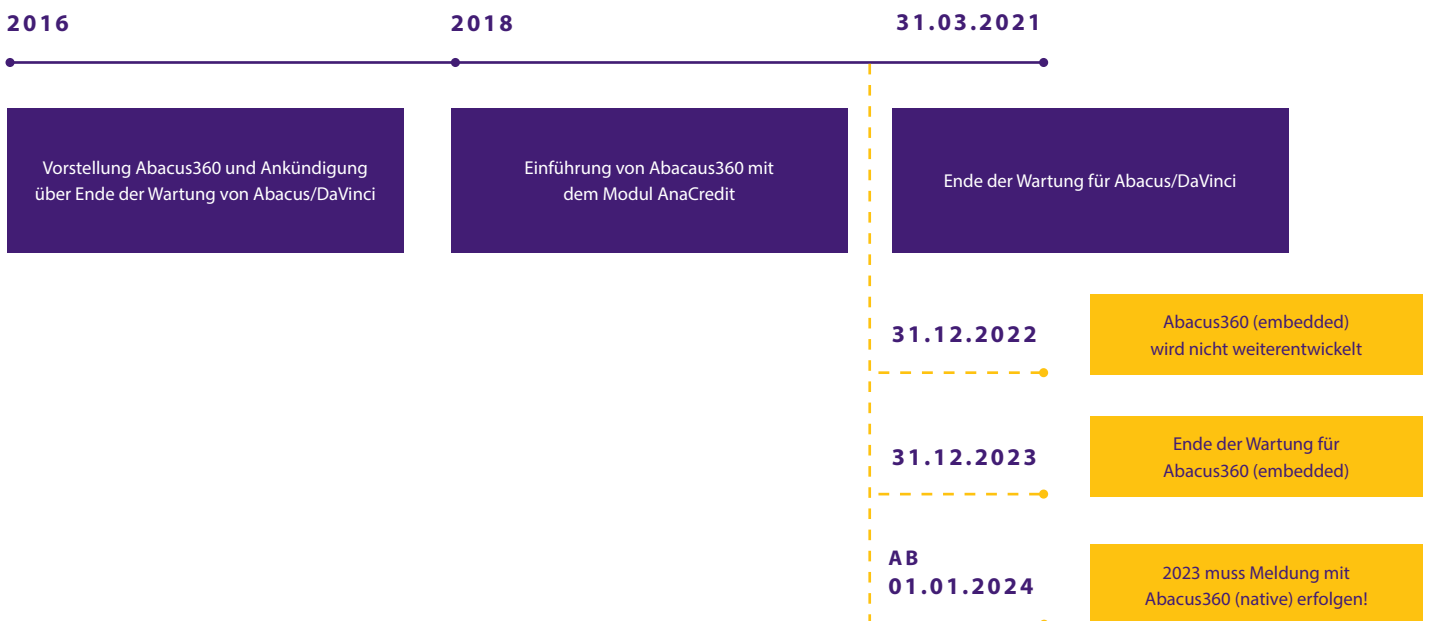 2016
2018
31.03.2021
Vorstellung Abacus360 und Ankündigung
über Ende der Wartung von Abacus/DaVinci
Einführung von Abacaus360 mit
dem Modul AnaCredit
Ende der Wartung für Abacus/DaVinci
31.12.2022
Abacus360 (embedded)
wird nicht weiterentwickelt
31.12.2023
Ende der Wartung für
Abacus360 (embedded)
AB
01.01.2024
2023 muss Meldung mit
Abacus360 (native) erfolgen!